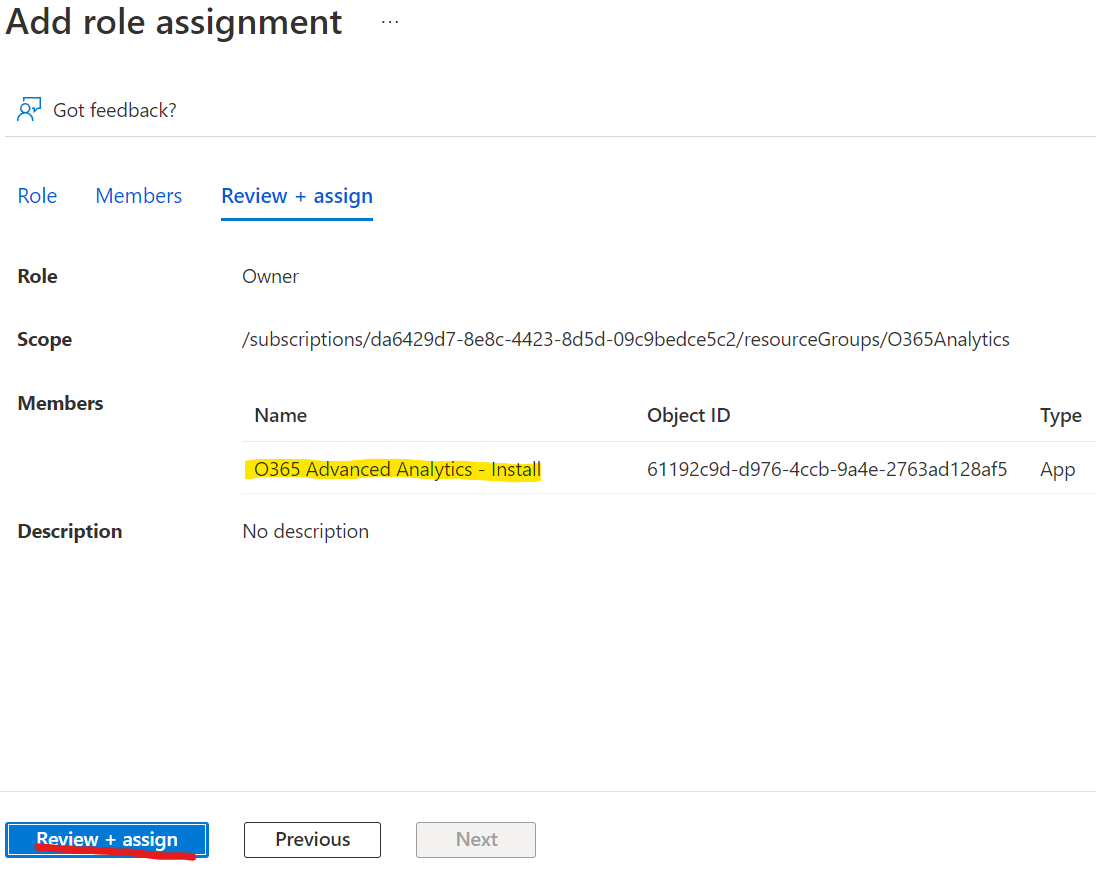 Add role assignment ...
Got feedback?
Role Members Review + assign
Role Owner
Scope /subscriptions/da6429d7-8e8c-4423-8d5d-09c9bedce5c2/resourceGroups/O365Analytics
Members Name Object ID Type
O365 Advanced Analytics - Install 61192c9d-d976-4ccb-9a4e-2763ad128af5 App
Description No description
Review + assign Previous Next